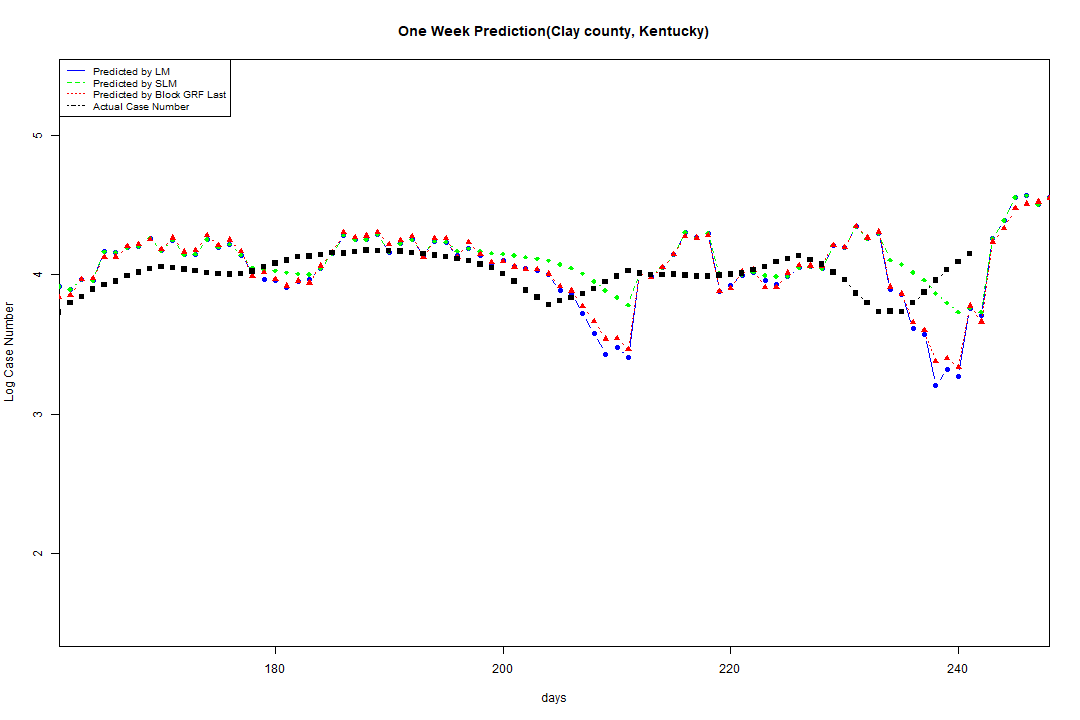 One Week Prediction(Clay county, Kentucky)
Predicted by LM
Predicted by SLM
Predicted by Block GRF Last
Actual Case Number
5
4
3
2
Log Case Number
180
200
220
240
days